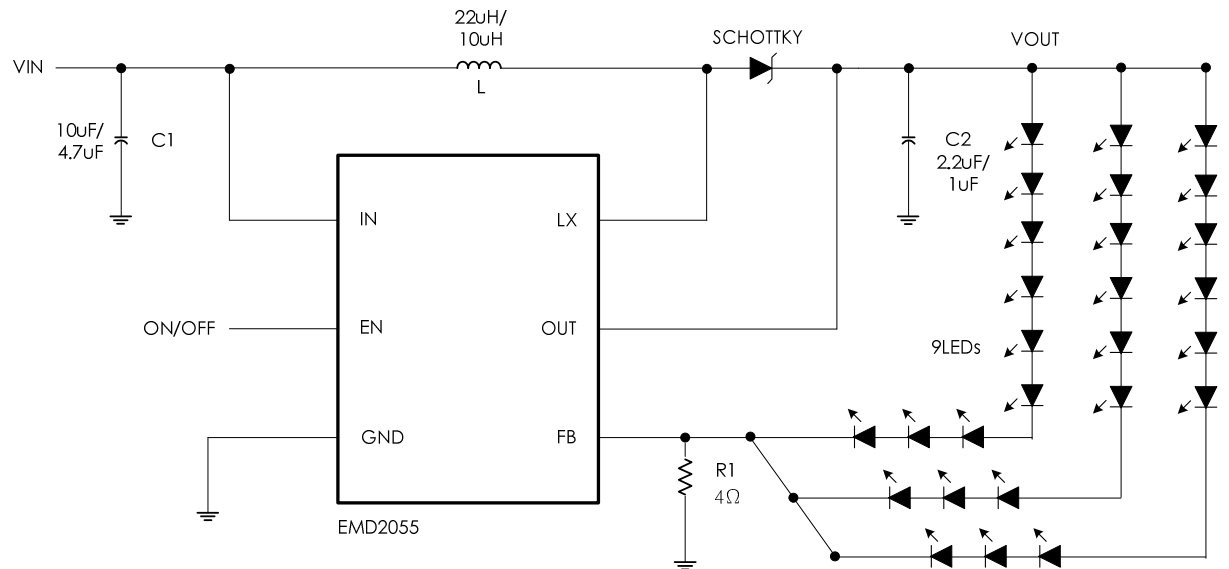 22uH/
10uH
SCHOTTKY
VOUT
VIN
L
10uF/
4.7uF
C1
C2
2.2uF/
1uF
IN
LX
ON/OFF
EN
OUT
9LEDs
GND
FB
R1
4Ω
EMD2055